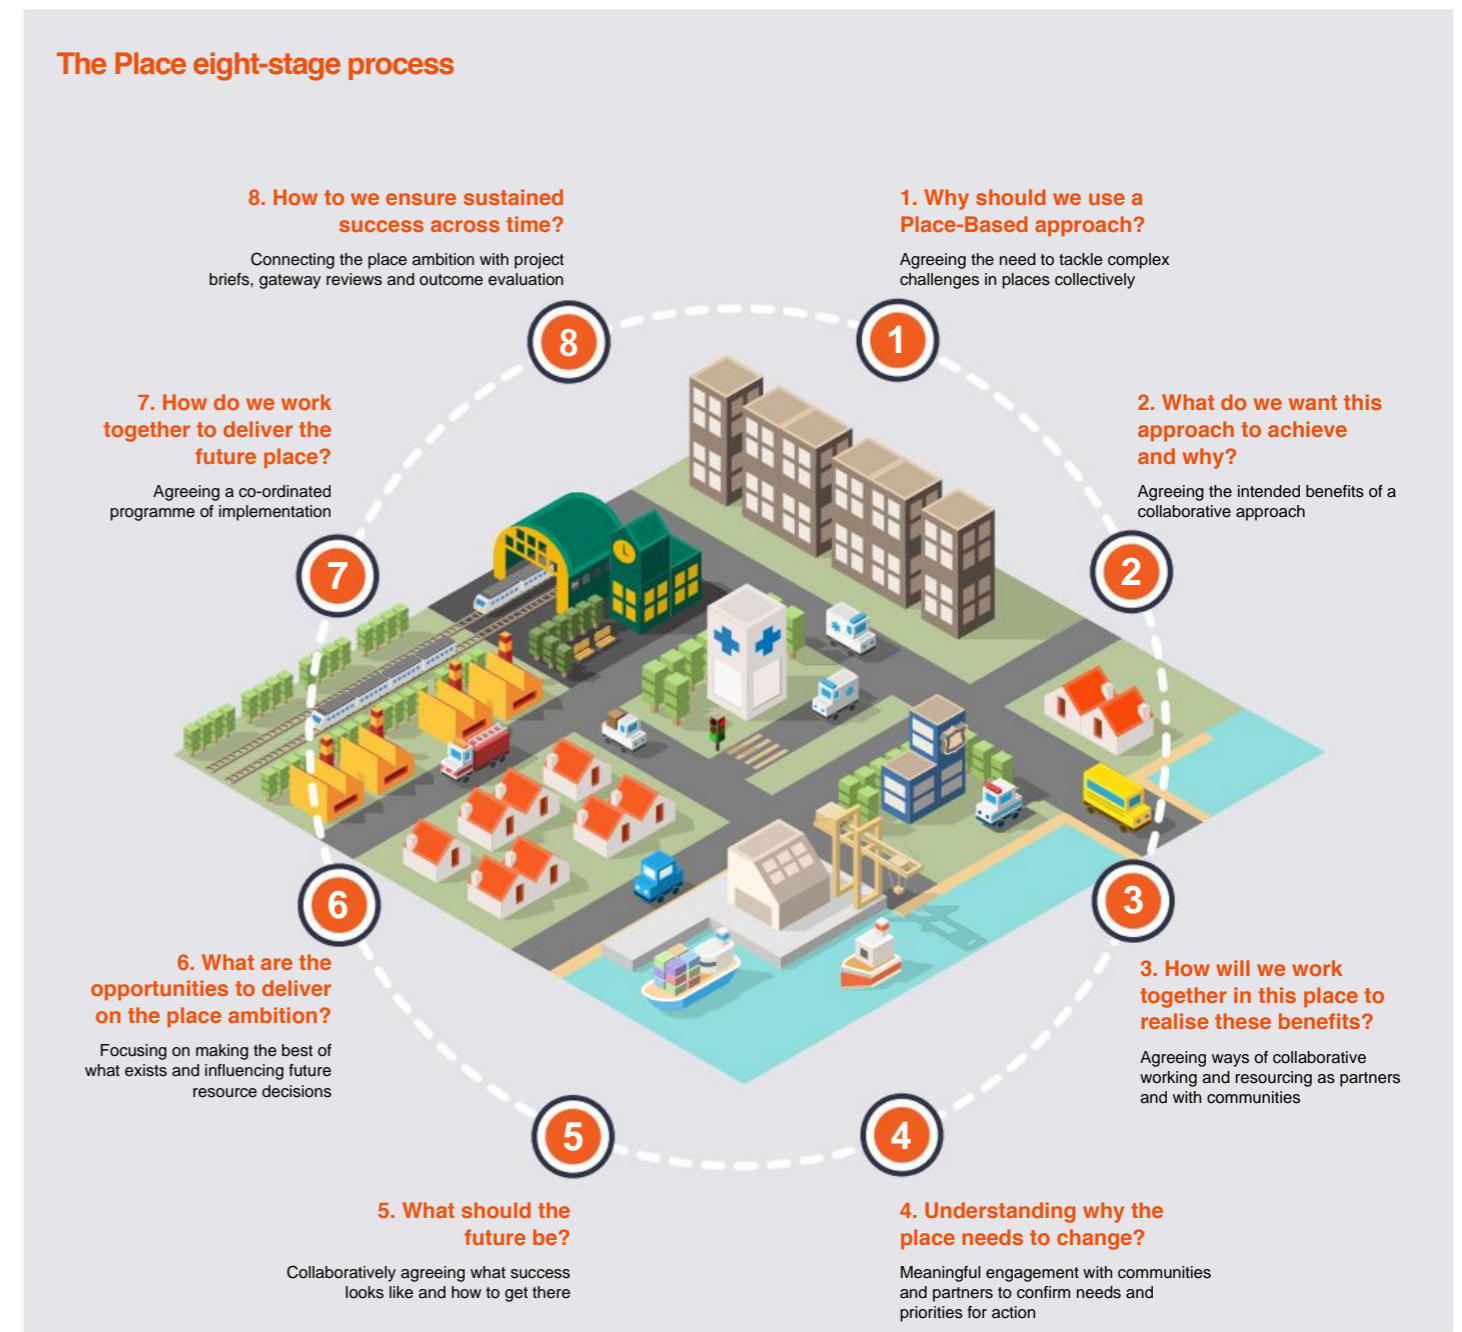 The Place eight-stage process
8. How to we ensure sustained
success across time?
Connecting the place ambition with project
briefs, gateway reviews and outcome evaluation
1. Why should we use a
Place-Based approach?
Agreeing the need to tackle complex
challenges in places collectively
8
1
7. How do we work
together to deliver the
future place?
Agreeing a co-ordinated
programme of implementation
2. What do we want this
approach to achieve
and why?
Agreeing the intended benefits of a
collaborative approach
7
2
6
3
6. What are the
opportunities to deliver
on the place ambition?
Focusing on making the best of
what exists and influencing future
resource decisions
3. How will we work
together in this place to
realise these benefits?
Agreeing ways of collaborative
working and resourcing as partners
and with communities
5
4
5. What should the
future be?
Collaboratively agreeing what success
looks like and how to get there
4. Understanding why the
place needs to change?
Meaningful engagement with communities
and partners to confirm needs and
priorities for action